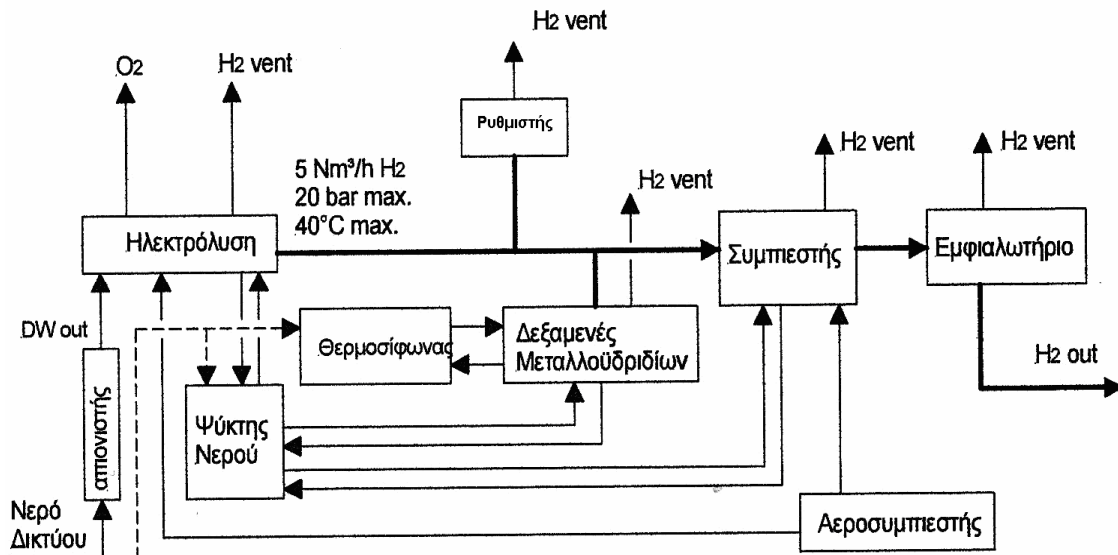 H2 vent
O2
H2 vent
Ρυθμιστής
H2 vent
H2 vent
5 Nm³/h H2
20 bar max.
40°C max.
H2 vent
Ηλεκτρόλυση
Συμπιεστής
Εμφιαλωτήριο
DW out
Θερμοσίφωνας
Δεξαμενές
Μεταλλοϋδριδίων
H2 out
απιονιστής
Ψύκτης
Νερού
Νερό
Δικτύου
Αεροσυμπιεστής